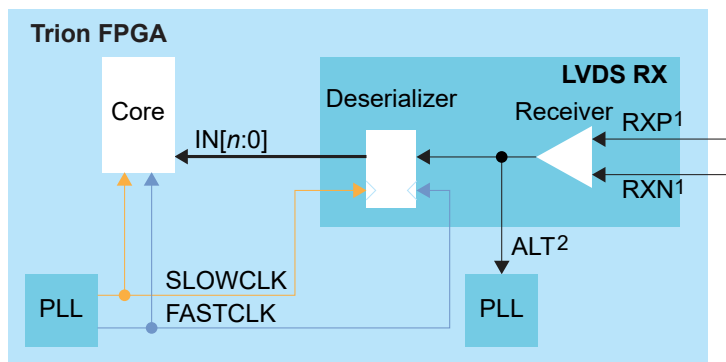 Trion FPGA
LVDS RX
Deserializer
Receiver
Core
RXP1
IN[n:0]
RXN1
ALT2
SLOWCLK
PLL
PLL
FASTCLK